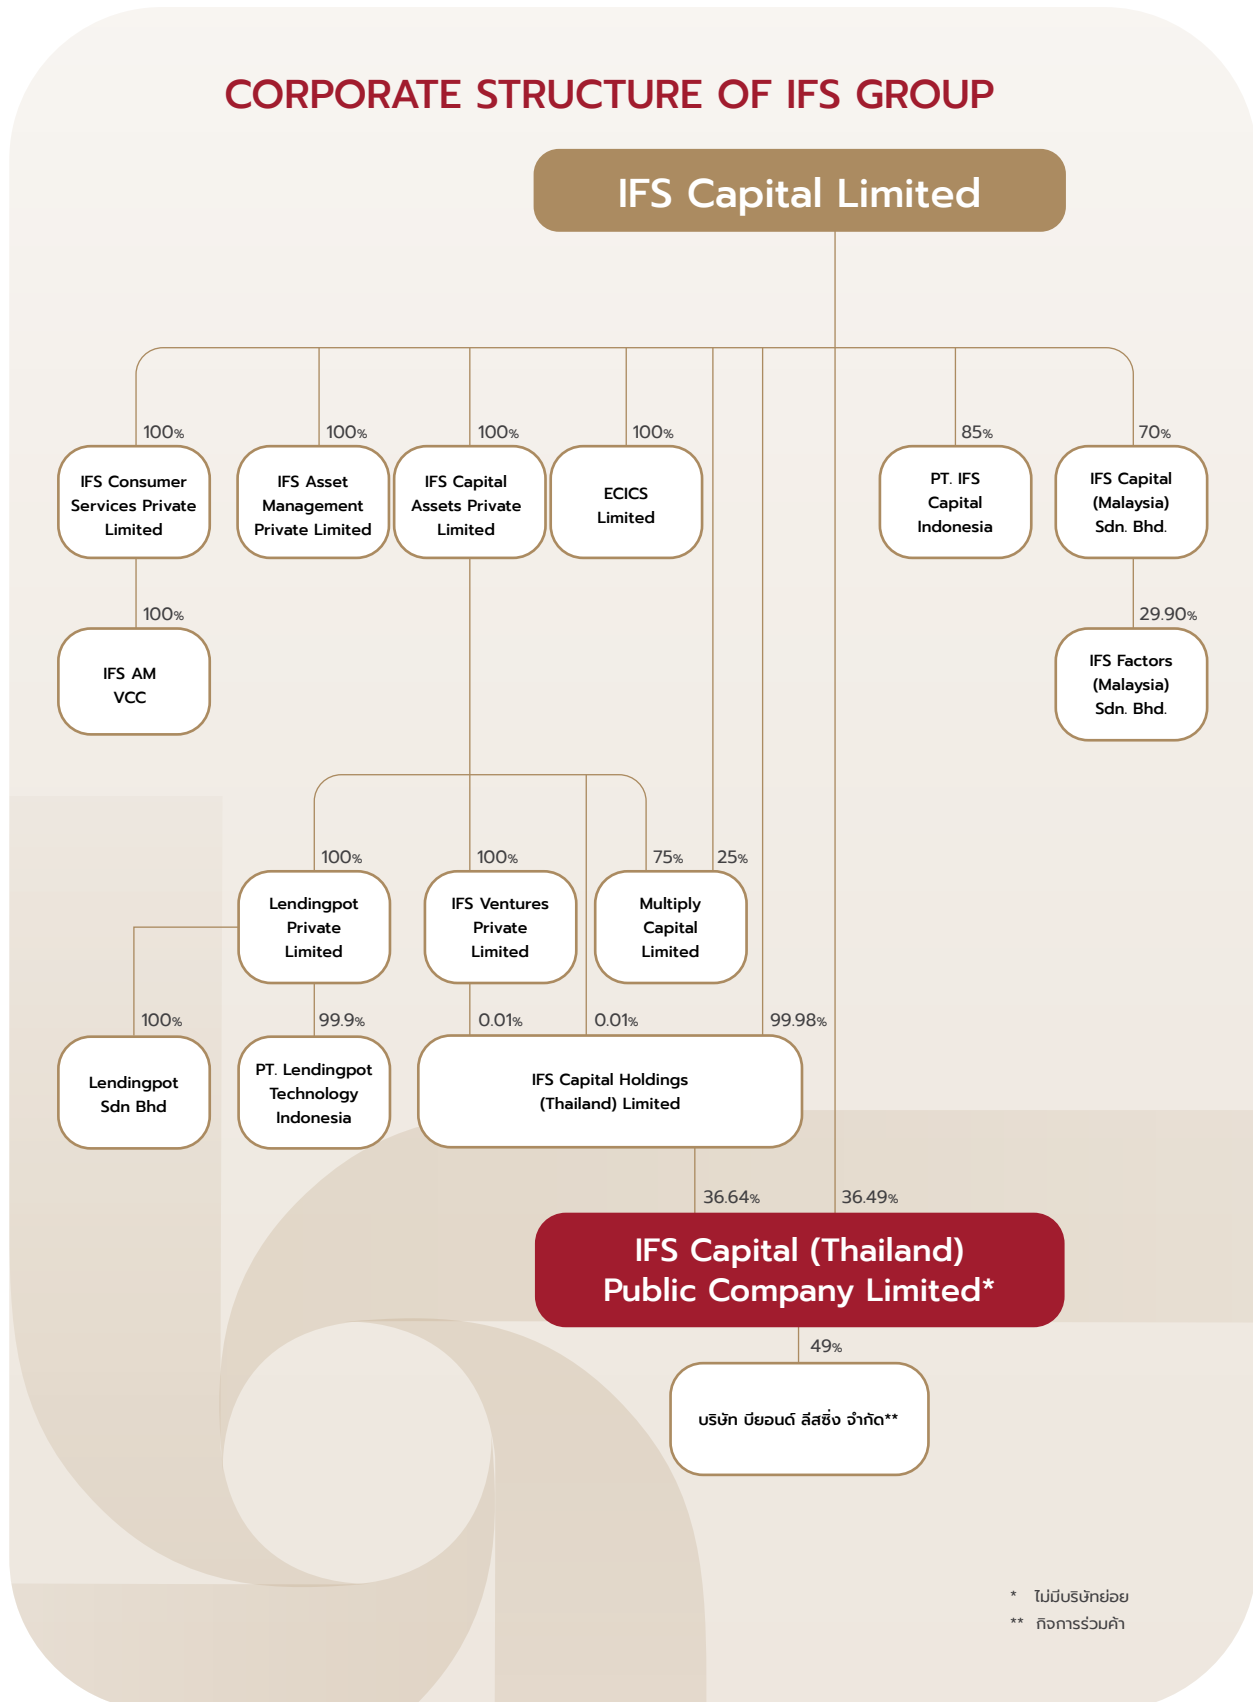 CORPORATE STRUCTURE OF IFS GROUP
IFS Capital Limited
100%
100%
100%
100%
85%
70%
IFS Consumer
Services Private
Limited
IFS Asset
Management
Private Limited
IFS Capital
Assets Private
Limited
ECICS
Limited
PT. IFS
Capital
Indonesia
IFS Capital
(Malaysia)
Sdn. Bhd.
100%
29.90%
IFS AM
VCC
IFS Factors
(Malaysia)
Sdn. Bhd.
100%
100%
75%
25%
Lendingpot
Private
Limited
IFS Ventures
Private
Limited
Multiply
Capital
Limited
100%
99.9%
0.01%
0.01%
99.98%
Lendingpot
Sdn Bhd
PT. Lendingpot
Technology
Indonesia
IFS Capital Holdings
(Thailand) Limited
36.64%
36.49%
IFS Capital (Thailand)
Public Company Limited*
49%
บริษัท บียอนด์ ลีสซิ่ง จำกัด**
* ไม่มีบริษัทย่อย
** กิจการร่วมค้า